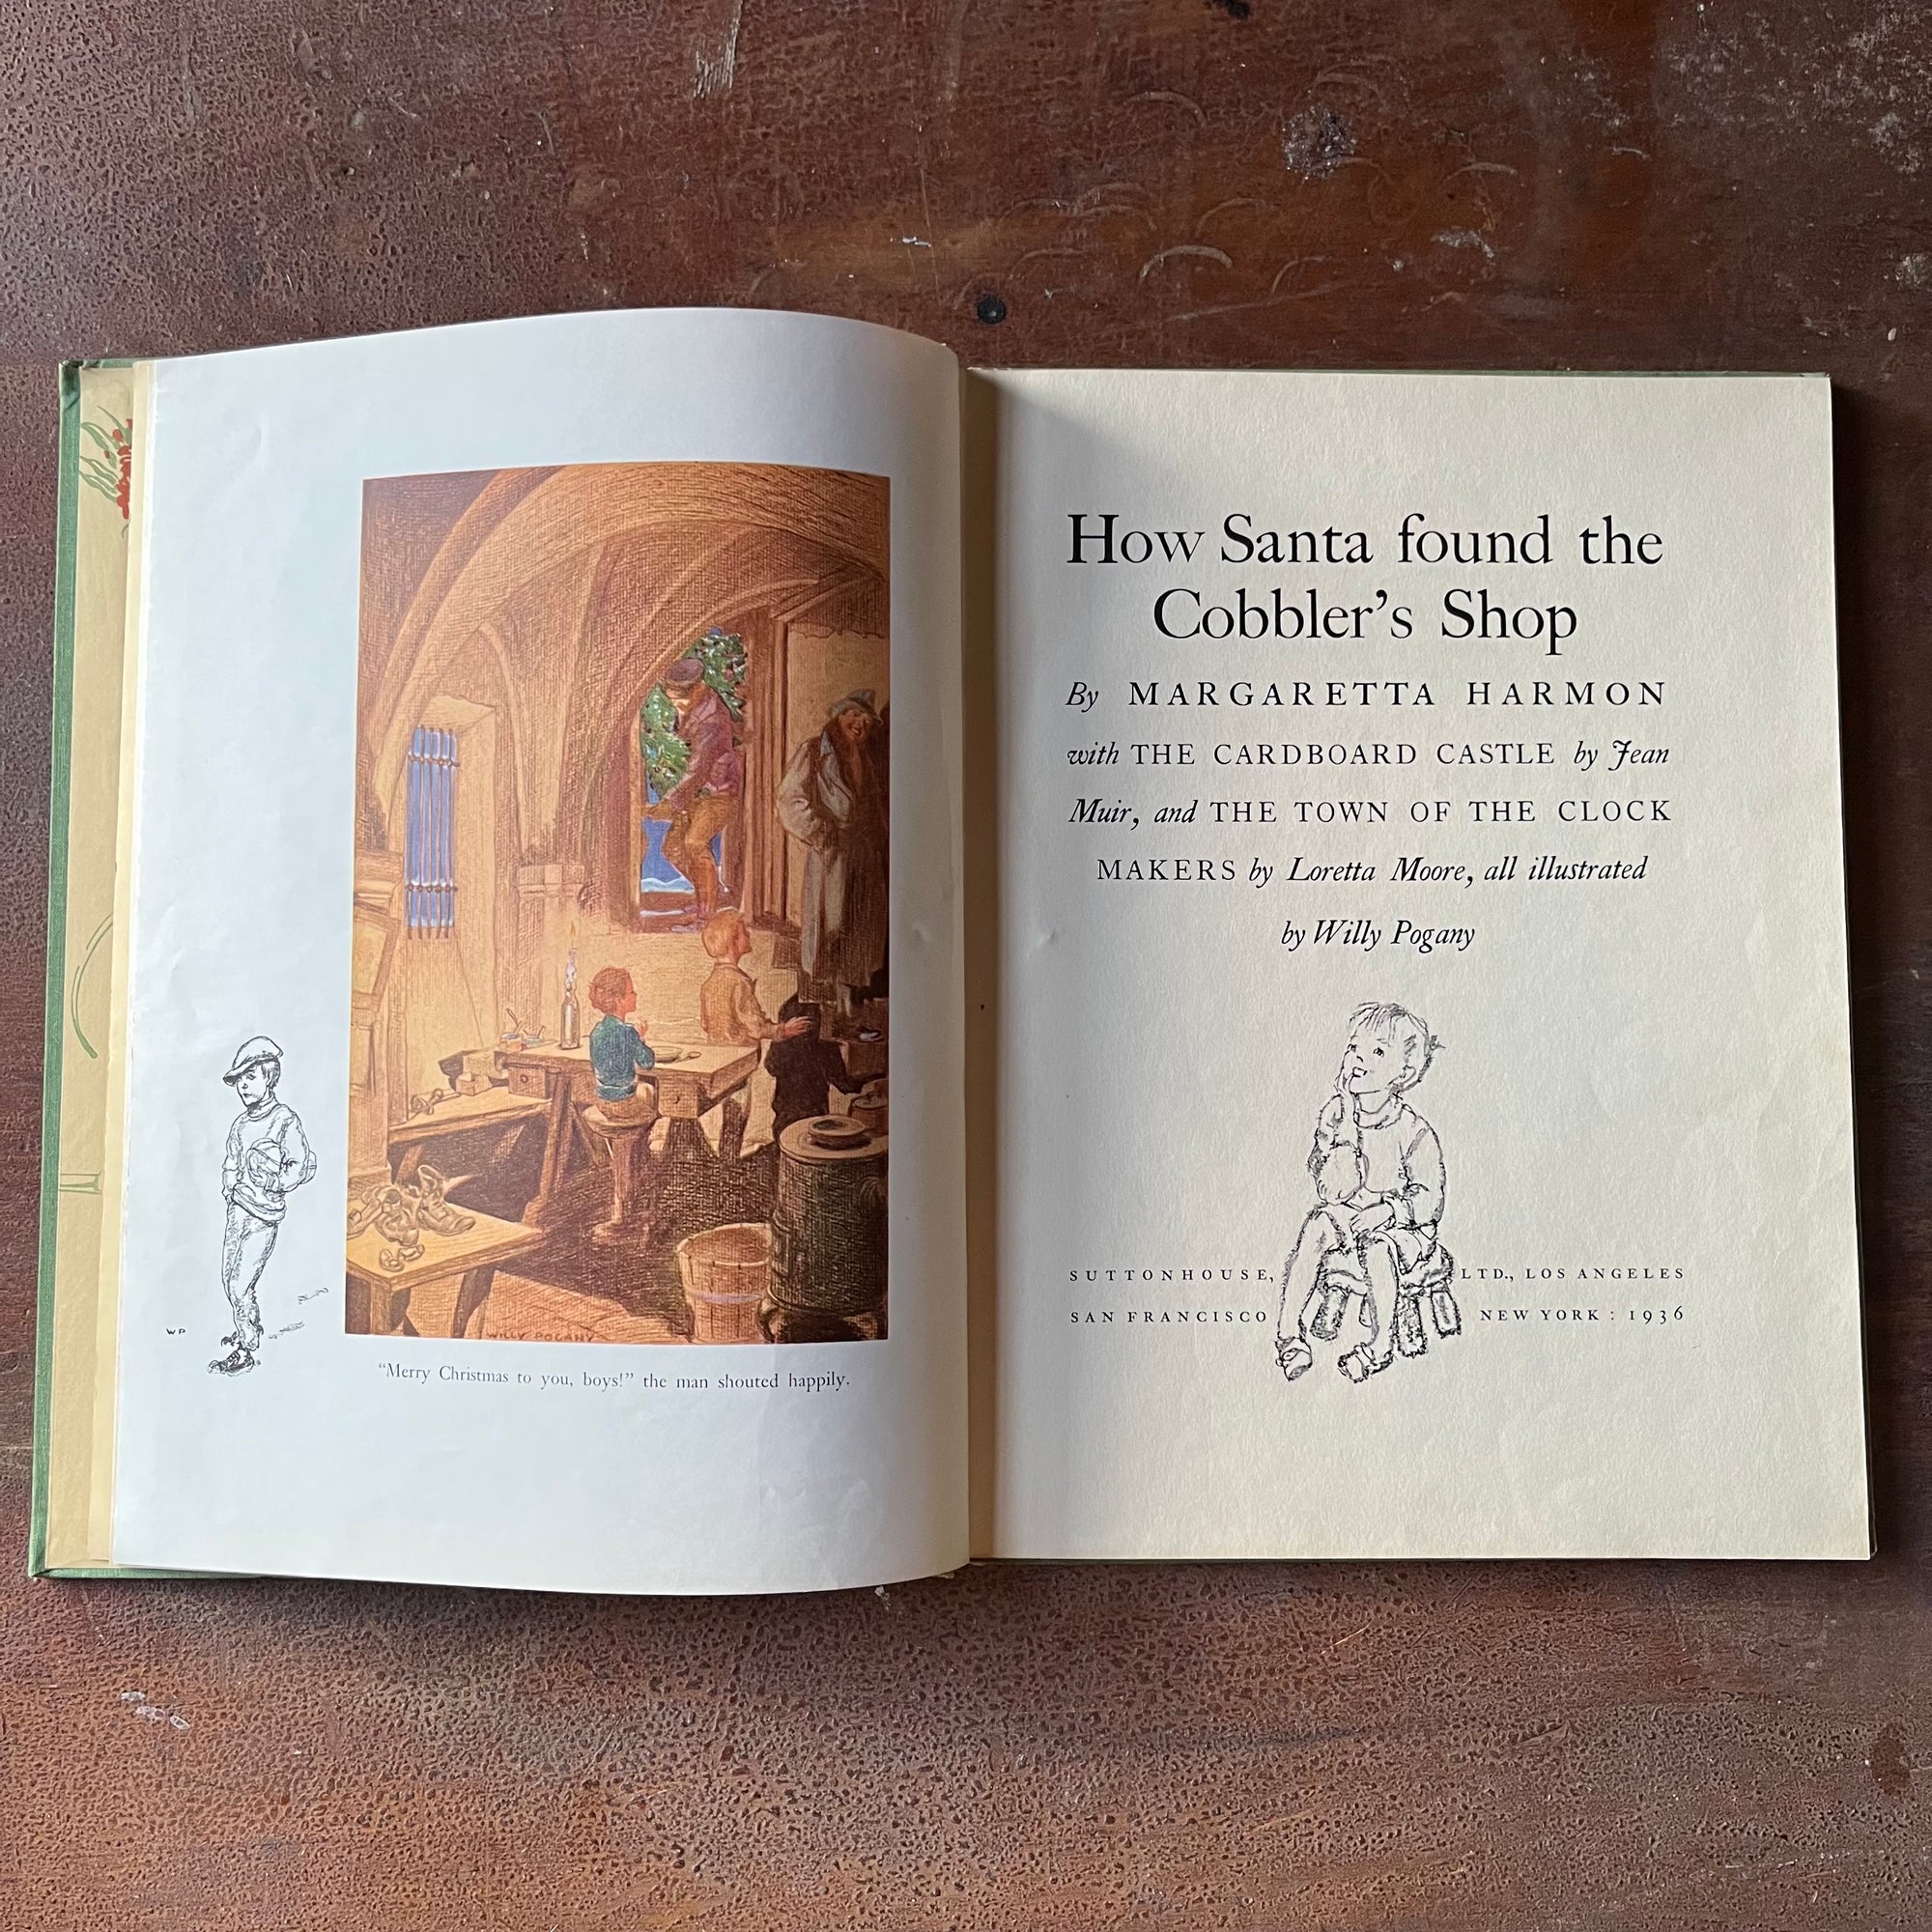 WILLY POGANY
WP
“Merry Christmas to you, boys!” the man shouted happily.
How Santa found the
Cobbler’s Shop
By MARGARETTA HARMON
with THE CARDBOARD CASTLE by Jean
Muir, and THE TOWN OF THE CLOCK
MAKERS by Loretta Moore, all illustrated
by Willy Pogany
SUTTONHOUSE, LTD., LOS ANGELES
SAN FRANCISCO NEW YORK : 1936